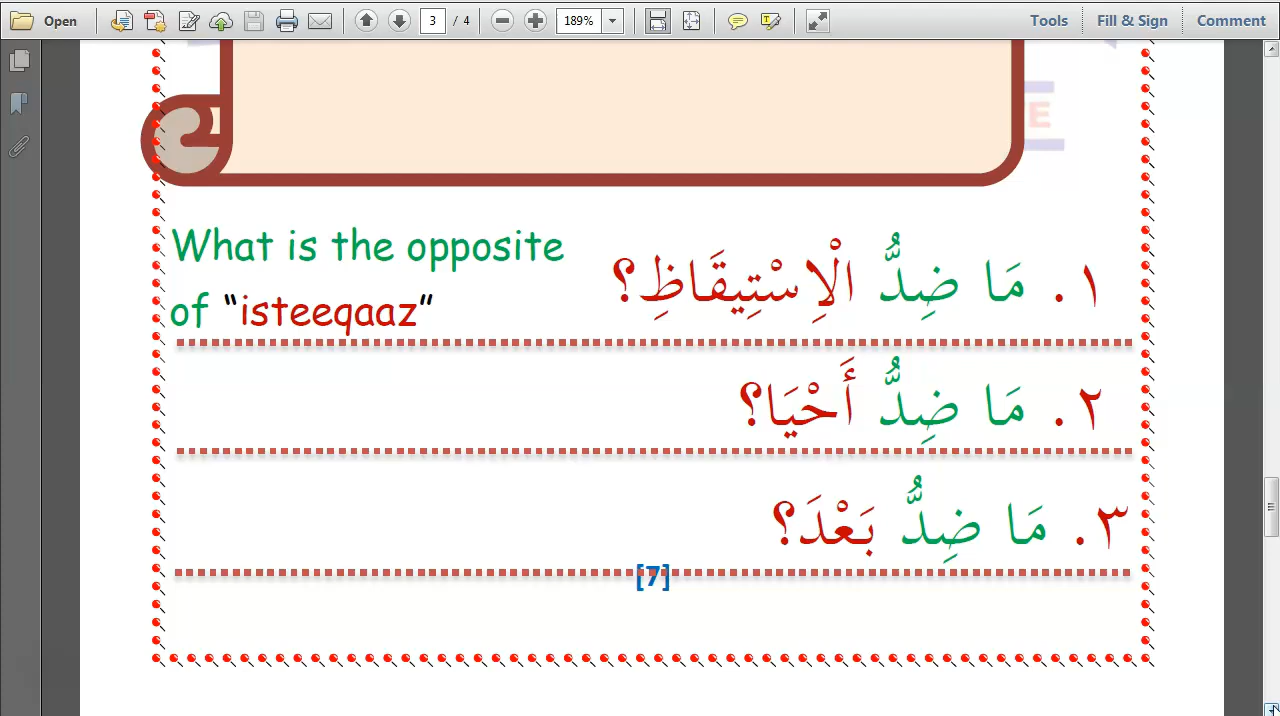 Open
3 / 4
189%
Tools
Fill & Sign
Comment
E
What is the opposite
of “isteeqaaz”
١. مَا ضِدُّ الْاِسْتِيقَاظِ؟
٢. مَا ضِدُّ أَحْيَا؟
٣. مَا ضِدُّ بَعْدَ؟
[7]